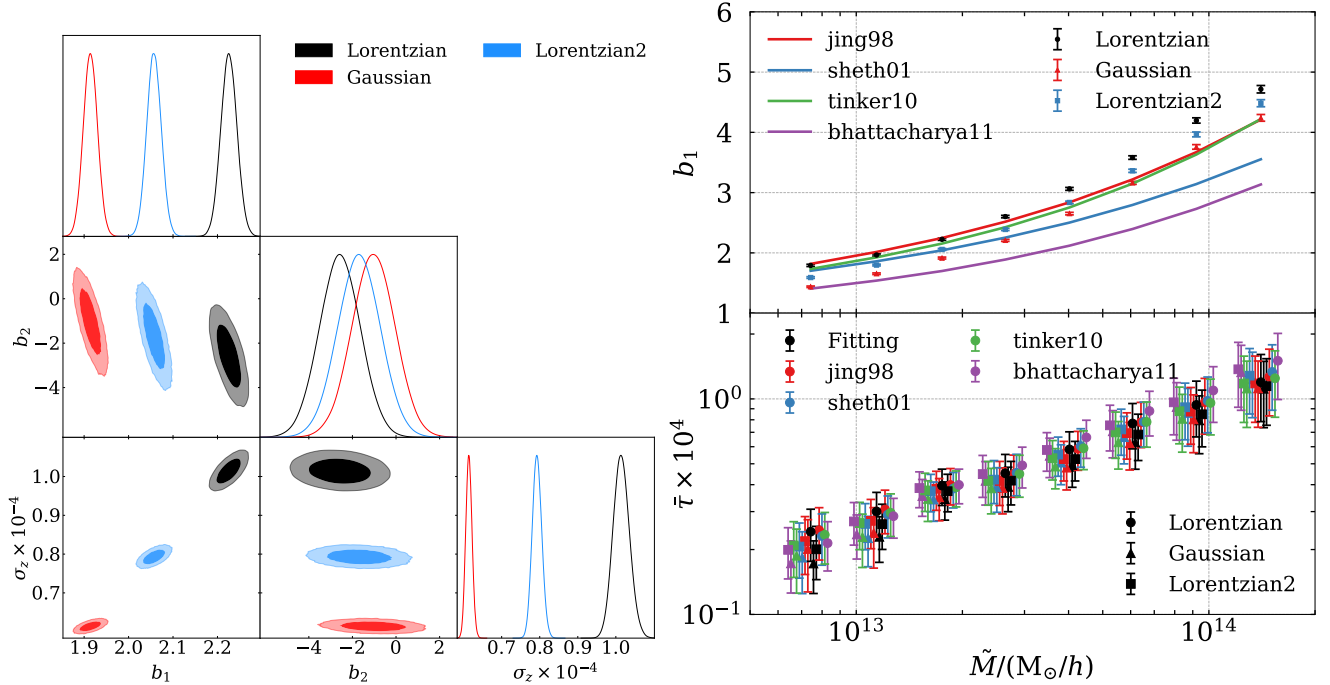 Lorentzian
Gaussian
Lorentzian2
2
0
−2
−4
b₂
1.0
0.9
0.8
0.7
σ_z × 10⁻⁴
1.9 2.0 2.1 2.2
b₁
−4 −2 0 2
b₂
0.7 0.8 0.9 1.0
σ_z × 10⁻⁴
6
5
4
3
2
1
b₁
jing98
sheth01
tinker10
bhattacharya11
Lorentzian
Gaussian
Lorentzian2
Fitting
jing98
sheth01
tinker10
bhattacharya11
10⁰
10⁻¹
τ̄ × 10⁴
Lorentzian
Gaussian
Lorentzian2
10¹³ 10¹⁴
M̃/(M⊙/h)